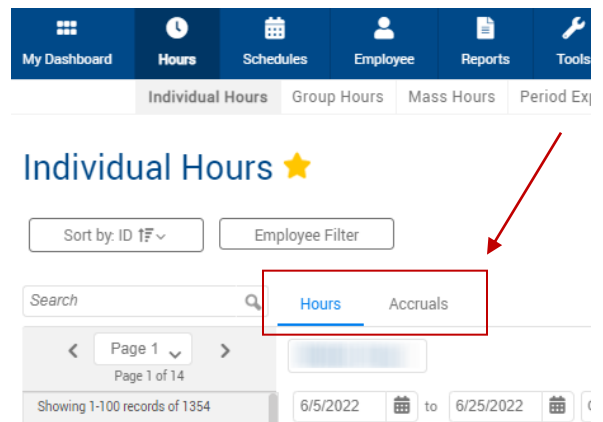 My Dashboard Hours Schedules Employee Reports Tools
Individual Hours Group Hours Mass Hours Period
Individual Hours
Sort by: ID Employee Filter
Search Hours Accruals
Page 1
Page 1 of 14
Showing 1-100 records of 1354 6/5/2022 to 6/25/2022